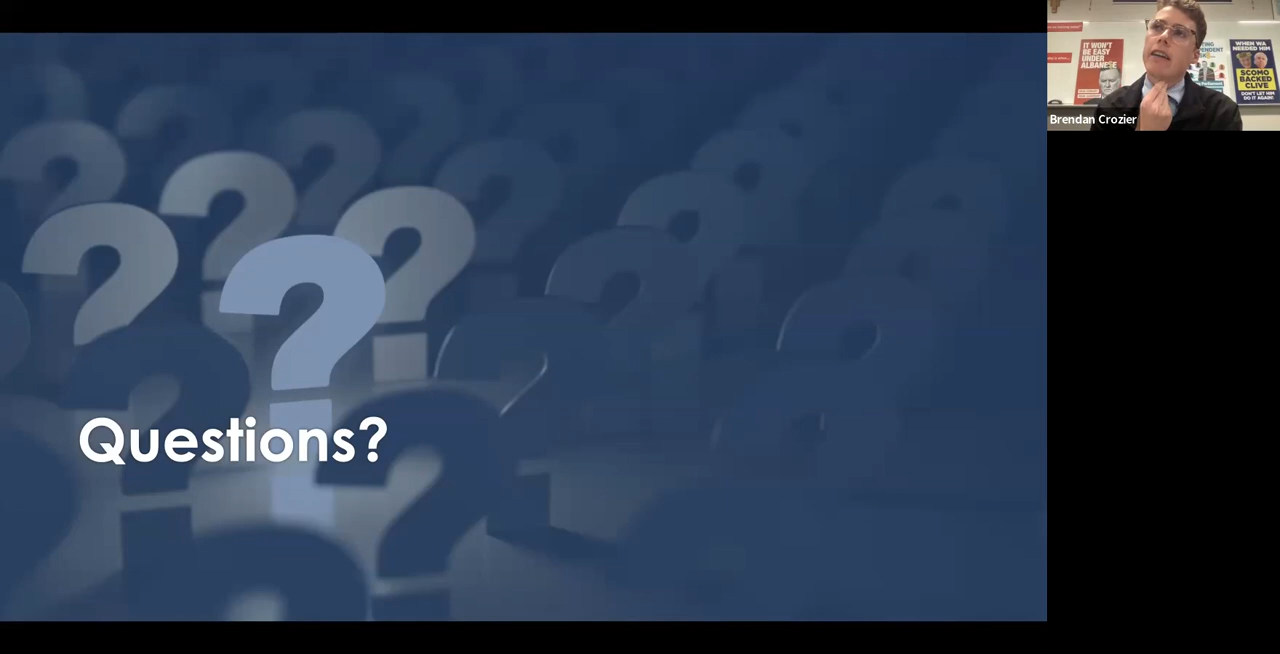 Questions?
Brendan Crozier
IT WON'T
BE EASY
UNDER
ALBANESE
WHEN WA
NEEDED HIM
SCOMO
BACKED
CLIVE
DON'T LET HIM
DO IT AGAIN!